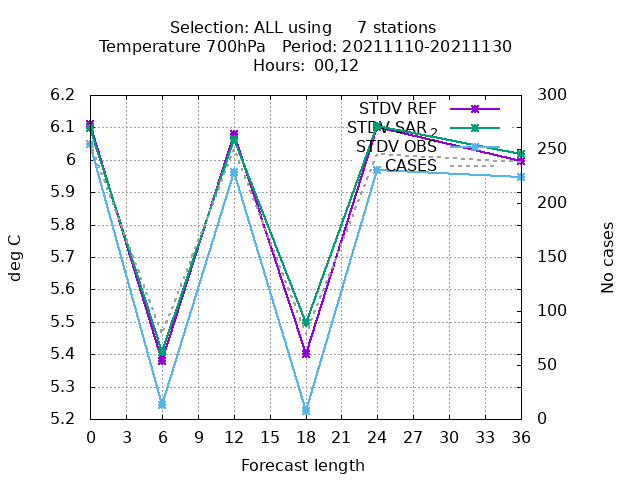 Selection: ALL using     7 stations
Temperature 700hPa   Period: 20211110-20211130
Hours:  00,12
6.2
6.1
6
5.9
5.8
5.7
5.6
5.5
5.4
5.3
5.2
deg C
300
250
200
150
100
50
0
No cases
STDV REF
STDV SAR 2
STDV OBS
CASES
0 3 6 9 12 15 18 21 24 27 30 33 36
Forecast length